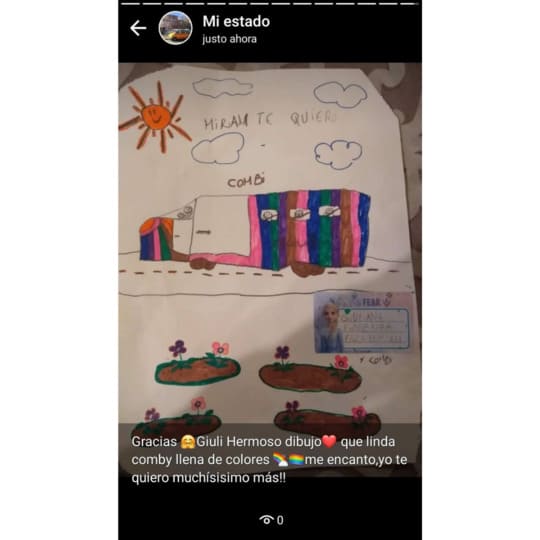 Mi estado
justo ahora
MIRAM TE QUIERO
COMBi
FEAR
Y COMBI
Gracias 🤗Giuli Hermoso dibujo❤️ que linda
comby llena de colores 🌈🏳️‍🌈me encanto,yo te
quiero muchísisimo más!!
0